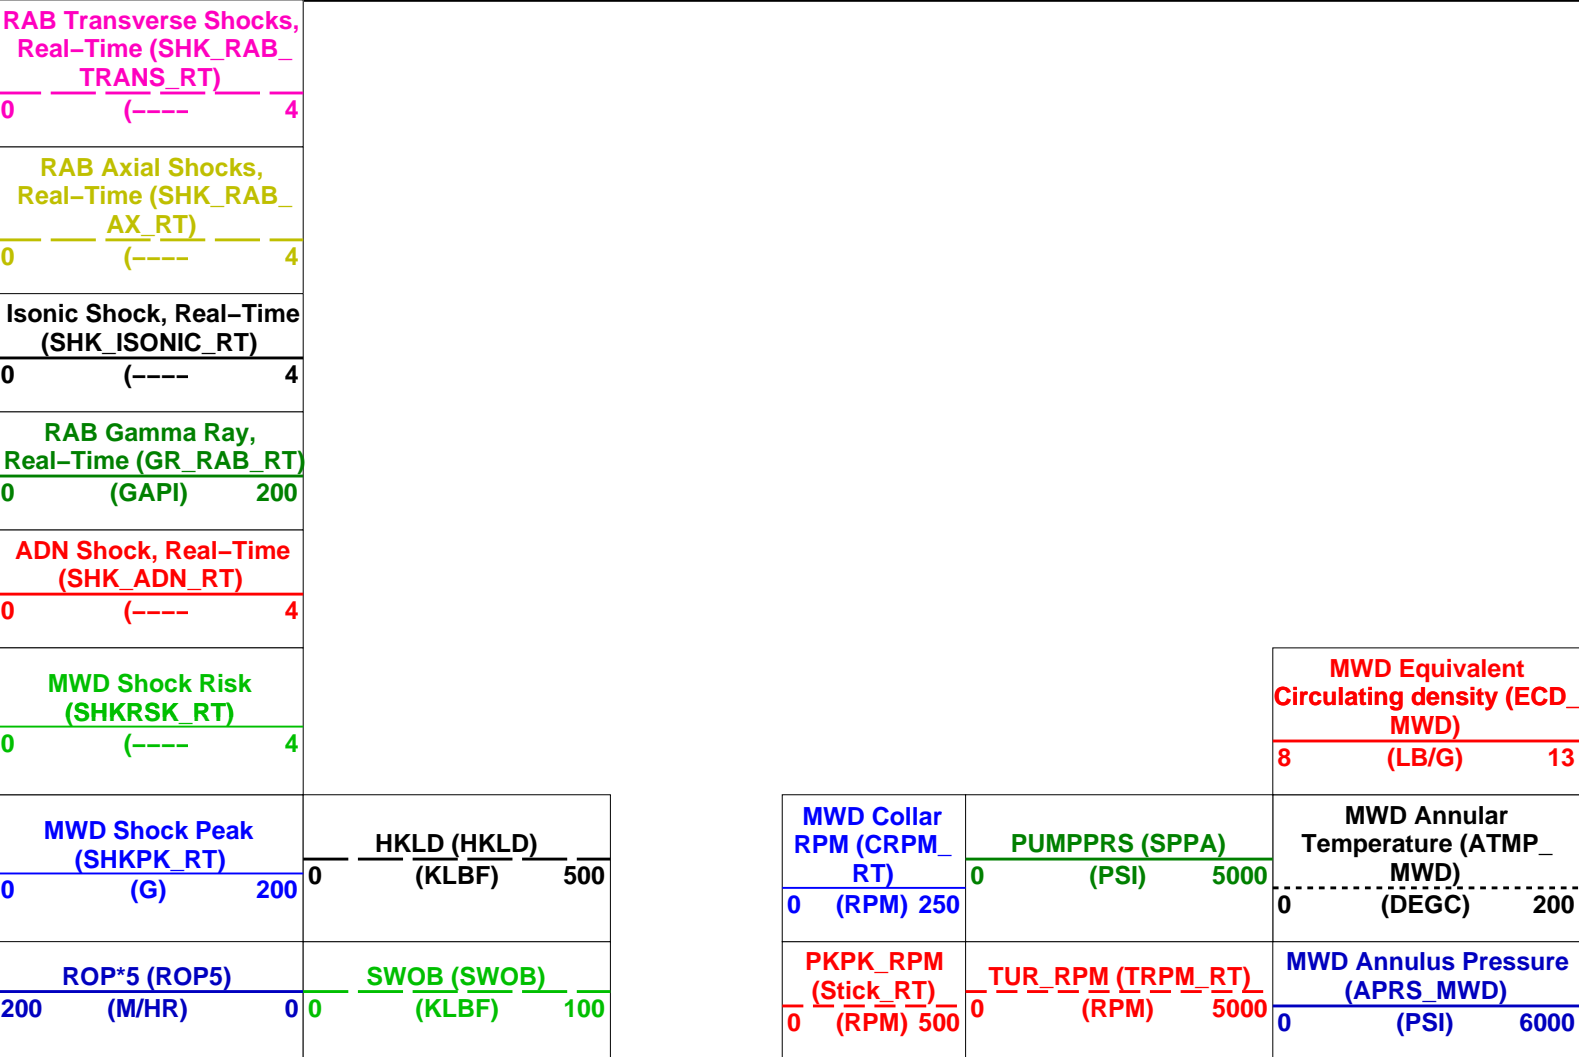 RAB Transverse Shocks,
Real–Time (SHK_RAB_
TRANS_RT)
0 (–––– 4
RAB Axial Shocks,
Real–Time (SHK_RAB_
AX_RT)
0 (–––– 4
Isonic Shock, Real–Time
(SHK_ISONIC_RT)
0 (–––– 4
RAB Gamma Ray,
Real–Time (GR_RAB_RT)
0 (GAPI) 200
ADN Shock, Real–Time
(SHK_ADN_RT)
0 (–––– 4
MWD Shock Risk
(SHKRSK_RT)
0 (–––– 4
MWD Equivalent
Circulating density (ECD_
MWD)
8 (LB/G) 13
MWD Shock Peak
(SHKPK_RT)
0 (G) 200
HKLD (HKLD)
0 (KLBF) 500
MWD Collar
RPM (CRPM_
RT)
0 (RPM) 250
PUMPPRS (SPPA)
0 (PSI) 5000
MWD Annular
Temperature (ATMP_
MWD)
0 (DEGC) 200
ROP*5 (ROP5)
200 (M/HR) 0
SWOB (SWOB)
0 (KLBF) 100
PKPK_RPM
(Stick_RT)
0 (RPM) 500
TUR_RPM (TRPM_RT)
0 (RPM) 5000
MWD Annulus Pressure
(APRS_MWD)
0 (PSI) 6000